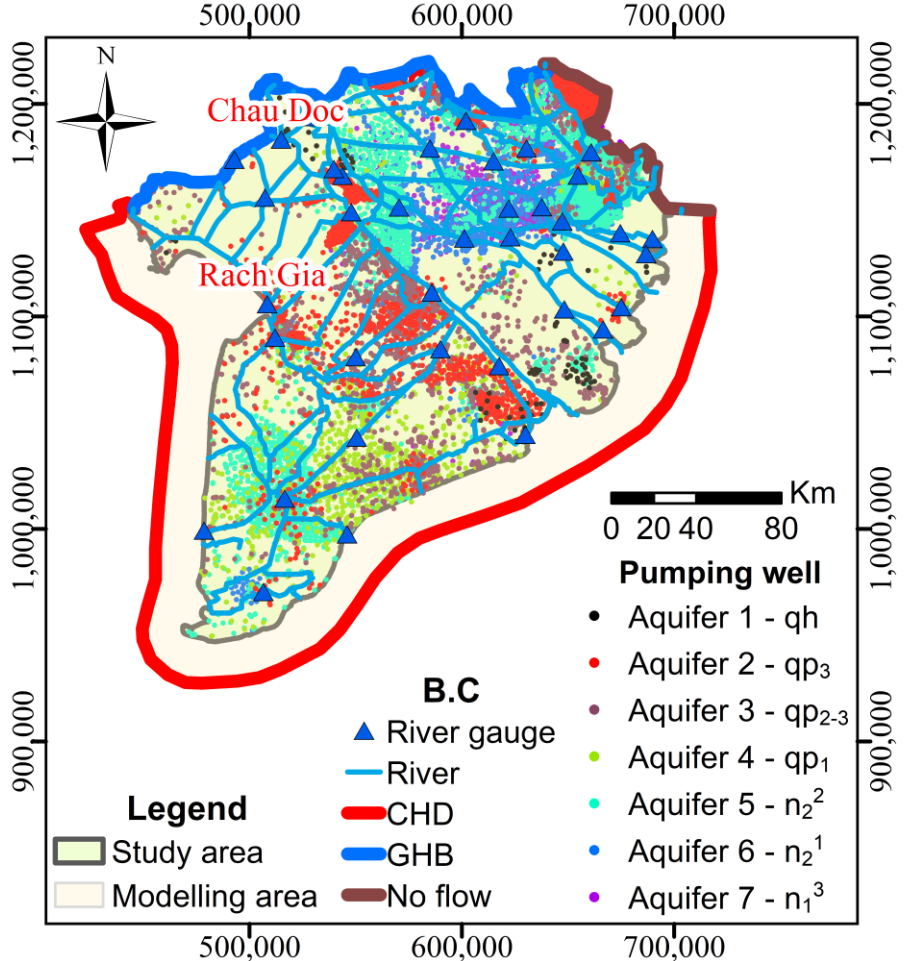 500,000 600,000 700,000
1,200,000 1,200,000
N
Chau Doc
Rach Gia
1,100,000 1,100,000
Km
0 20 40 80
1,000,000 1,000,000
Pumping well
Aquifer 1 - qh
Aquifer 2 - qp₃
Aquifer 3 - qp₂₋₃
Aquifer 4 - qp₁
Aquifer 5 - n₂²
Aquifer 6 - n₂¹
Aquifer 7 - n₁³
B.C
River gauge
River
CHD
GHB
No flow
900,000 900,000
Legend
Study area
Modelling area
500,000 600,000 700,000